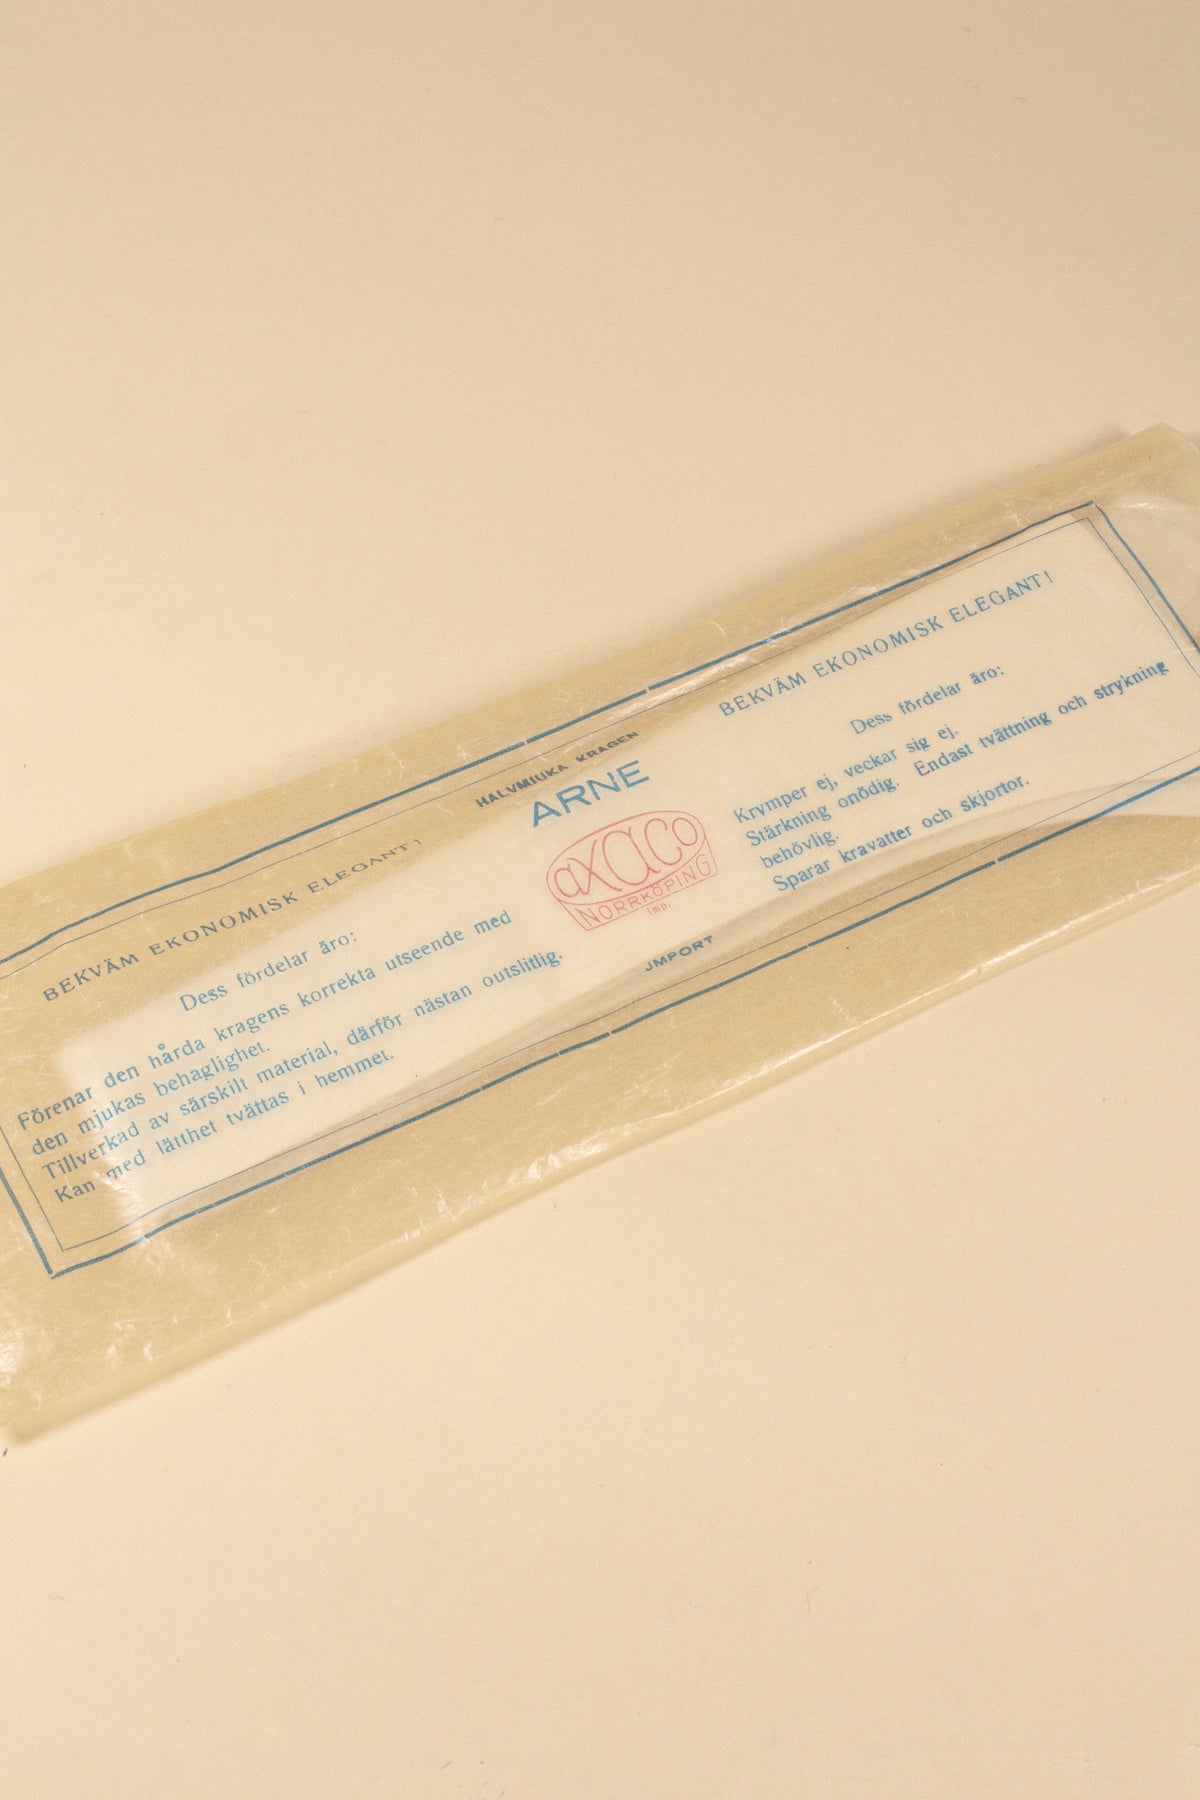 BEKVÄM EKONOMISK ELEGANT!
Dess fördelar äro:
Förenar den hårda kragens korrekta utseende med
den mjukas behaglighet.
Tillverkad av särskilt material, därför nästan outslitlig.
Kan med lätthet tvättas i hemmet.
HALVMJUKA KRAGEN
ARNE
axaco
NORRKÖPING
Imp.
JMPORT
BEKVÄM EKONOMISK ELEGANT!
Dess fördelar äro:
Krymper ej, veckar sig ej.
Stärkning onödig. Endast tvättning och strykning
behövlig.
Sparar kravatter och skjortor.